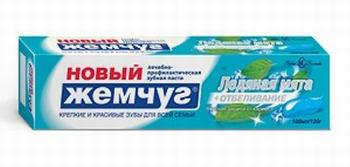 НОВЫЙ
жемчуг®
лечебно-
профилактическая
зубная паста
КРЕПКИЕ И КРАСИВЫЕ ЗУБЫ ДЛЯ ВСЕЙ СЕМЬИ
Ледяная мята
+ ОТБЕЛИВАНИЕ
100мл/120г